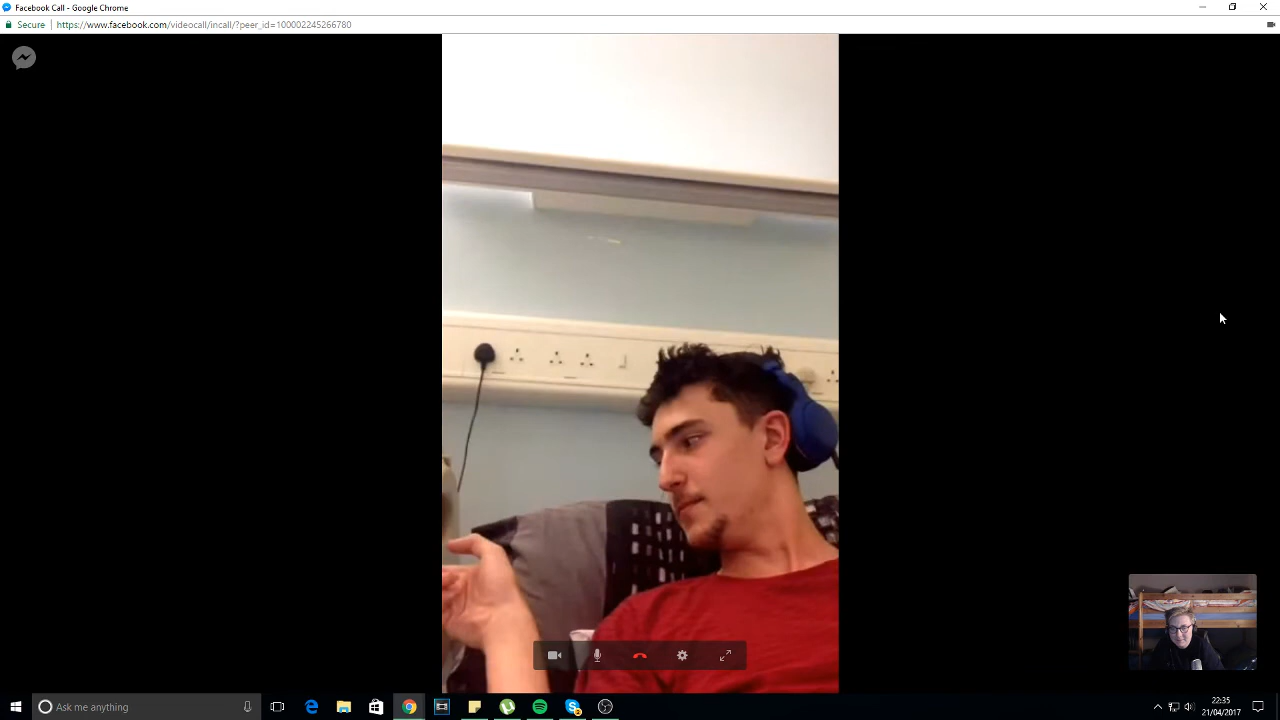 Facebook Call - Google Chrome
Secure
https://www.facebook.com/videocall/incall/?peer_id=100002245266780
Ask me anything
22:35
21/04/2017